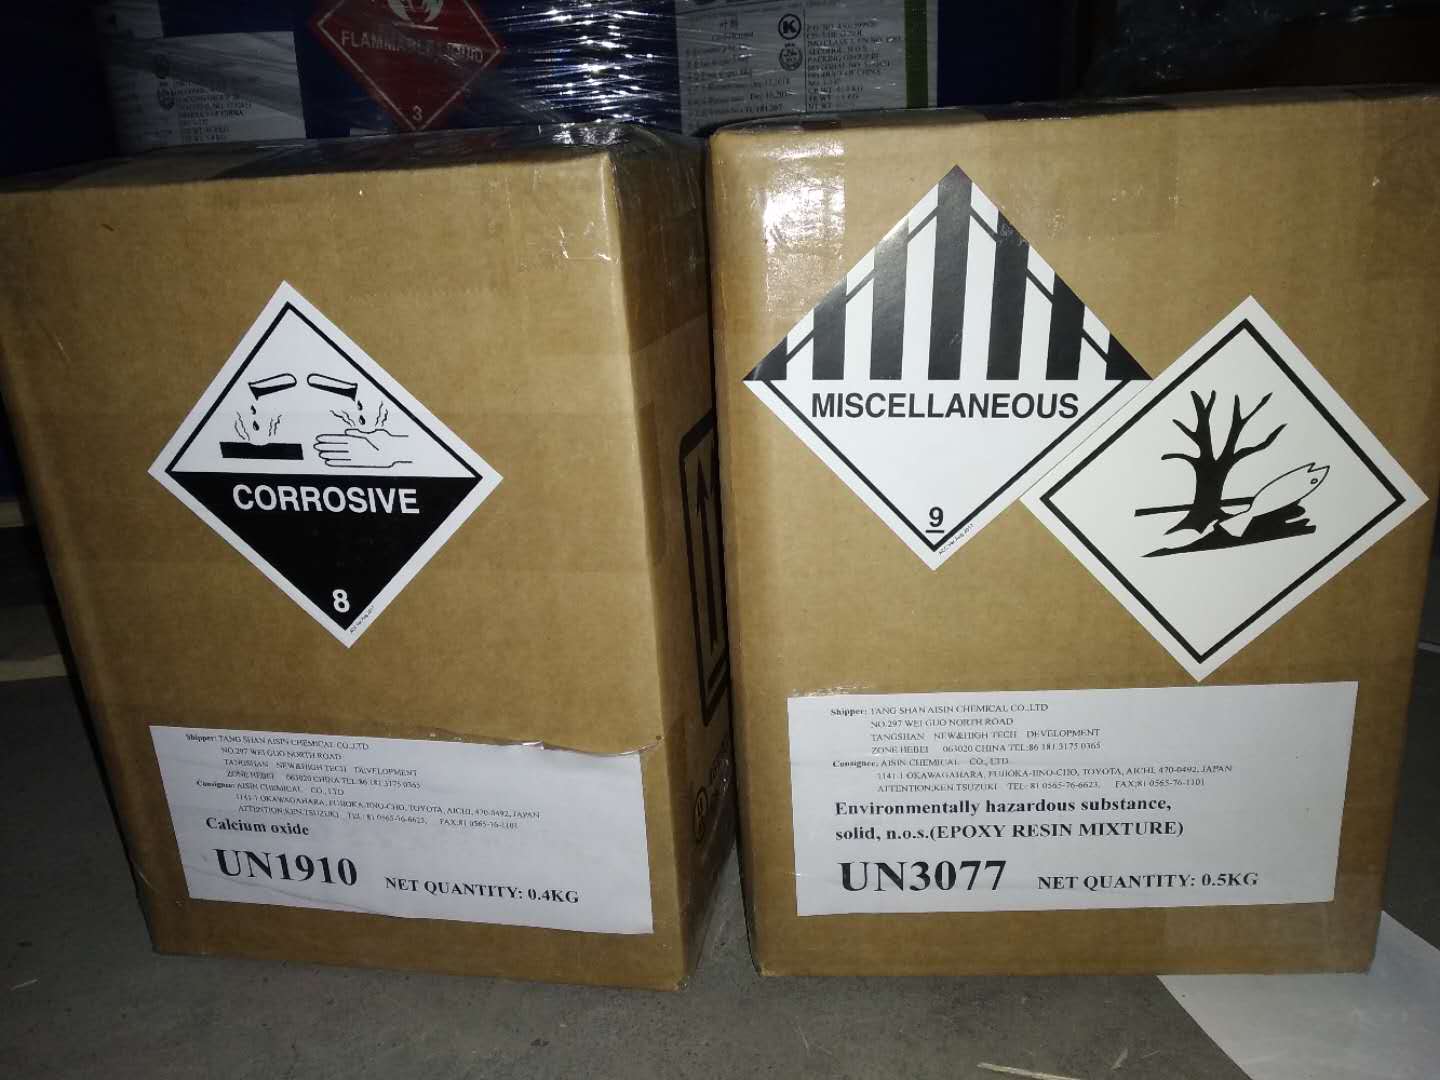 FLAMMABLE LIQUID
3
CORROSIVE
8
Shipper: TANG SHAN AISIN CHEMICAL CO.,LTD
NO.297 WEI GUO NORTH ROAD
TANGSHAN NEW&HIGH TECH DEVELOPMENT
ZONE HEBEI 063020 CHINA TEL:86 181 3175 0365
Consignee: AISIN CHEMICAL CO., LTD.
1141-1 OKAWAGAHARA, FUJIOKA-IINO-CHO, TOYOTA, AICHI, 470-0492, JAPAN
ATTENTION;KEN TSUZUKI TEL: 81 0565-76-6623, FAX;81 0565-76-1101
Calcium oxide
UN1910 NET QUANTITY: 0.4KG
MISCELLANEOUS
9
Shipper: TANG SHAN AISIN CHEMICAL CO.,LTD
NO.297 WEI GUO NORTH ROAD
TANGSHAN NEW&HIGH TECH DEVELOPMENT
ZONE HEBEI 063020 CHINA TEL:86 181 3175 0365
Consignee: AISIN CHEMICAL CO., LTD.
1141-1 OKAWAGAHARA, FUJIOKA-IINO-CHO, TOYOTA, AICHI, 470-0492, JAPAN
ATTENTION;KEN TSUZUKI TEL: 81 0565-76-6623, FAX;81 0565-76-1101
Environmentally hazardous substance,
solid, n.o.s.(EPOXY RESIN MIXTURE)
UN3077 NET QUANTITY: 0.5KG